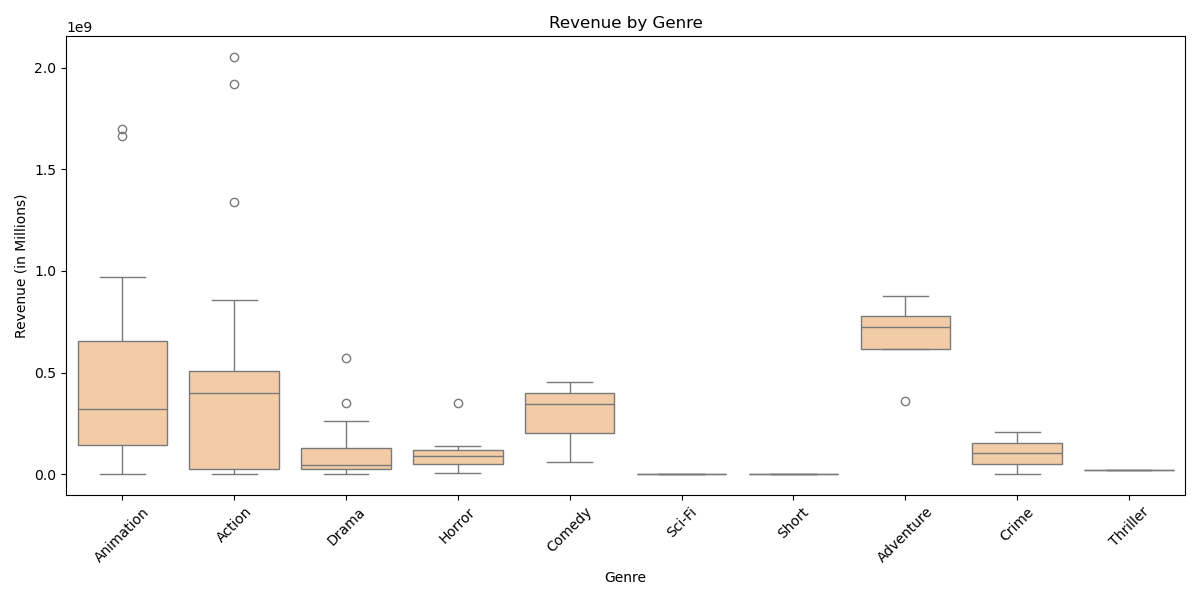 Revenue by Genre
1e9
2.0
1.5
1.0
0.5
0.0
Revenue (in Millions)
Animation
Action
Drama
Horror
Comedy
Sci-Fi
Short
Adventure
Crime
Thriller
Genre